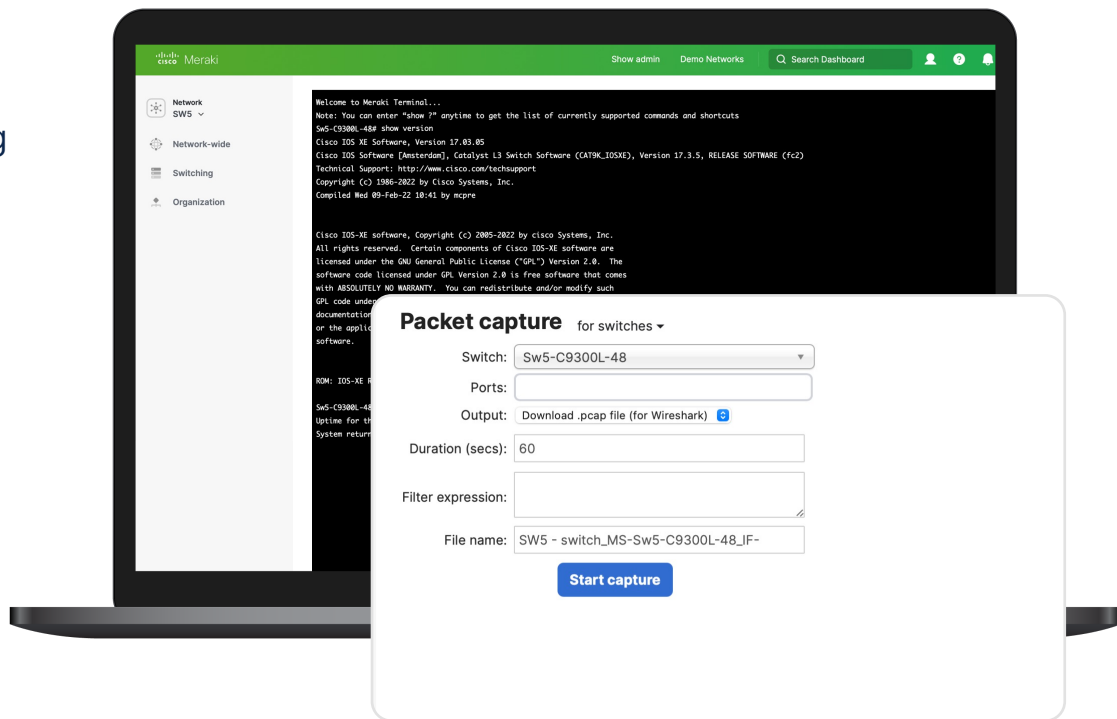 g
cisco Meraki
Show admin Demo Networks Search Dashboard ?
Network
SW5
Network-wide
Switching
Organization
Welcome to Meraki Terminal...
Note: You can enter "show ?" anytime to get the list of currently supported commands and shortcuts
Sw5-C9300L-48# show version
Cisco IOS XE Software, Version 17.03.05
Cisco IOS Software [Amsterdam], Catalyst L3 Switch Software (CAT9K_IOSXE), Version 17.3.5, RELEASE SOFTWARE (fc2)
Technical Support: http://www.cisco.com/techsupport
Copyright (c) 1986-2022 by Cisco Systems, Inc.
Compiled Wed 09-Feb-22 10:41 by mcpre
Cisco IOS-XE software, Copyright (c) 2005-2022 by cisco Systems, Inc.
All rights reserved. Certain components of Cisco IOS-XE software are
licensed under the GNU General Public License ("GPL") Version 2.0. The
software code licensed under GPL Version 2.0 is free software that comes
with ABSOLUTELY NO WARRANTY. You can redistribute and/or modify such
GPL code under
documentation
or the applic
software.
ROM: IOS-XE R
Sw5-C9300L-48
Uptime for th
System return
Packet capture for switches
Switch: Sw5-C9300L-48
Ports:
Output: Download .pcap file (for Wireshark)
Duration (secs): 60
Filter expression:
File name: SW5 - switch_MS-Sw5-C9300L-48_IF-
Start capture